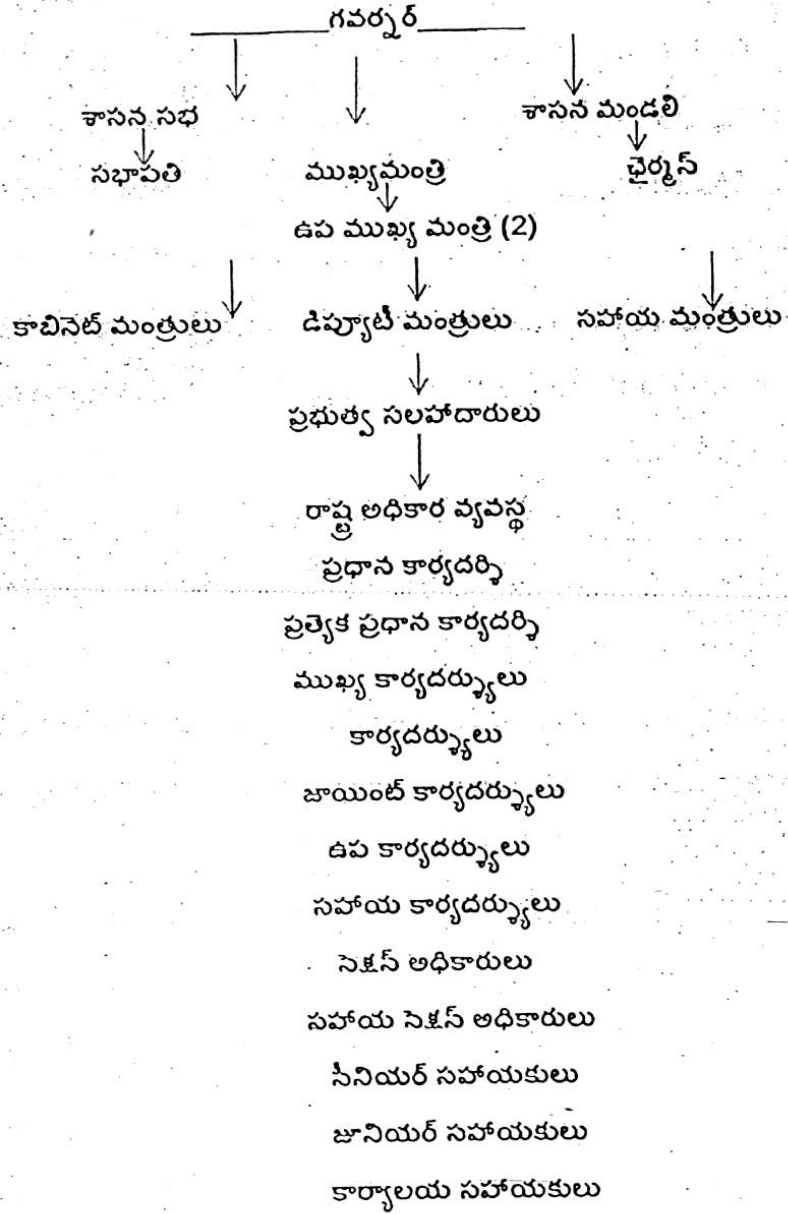 గవర్నర్
శాసన సభ
శాసన మండలి
సభాపతి
ముఖ్యమంత్రి
ఛైర్మన్
ఉప ముఖ్య మంత్రి (2)
కాబినెట్ మంత్రులు
డిప్యూటీ మంత్రులు
సహాయ మంత్రులు
ప్రభుత్వ సలహాదారులు
రాష్ట్ర అధికార వ్యవస్థ
ప్రధాన కార్యదర్శి
ప్రత్యెక ప్రధాన కార్యదర్శి
ముఖ్య కార్యదర్శ్యులు
కార్యదర్శ్యులు
జాయింట్ కార్యదర్శ్యులు
ఉప కార్యదర్శ్యులు
సహాయ కార్యదర్శ్యులు
సెక్షన్ అధికారులు
సహాయ సెక్షన్ అధికారులు
సీనియర్ సహాయకులు
జూనియర్ సహాయకులు
కార్యాలయ సహాయకులు